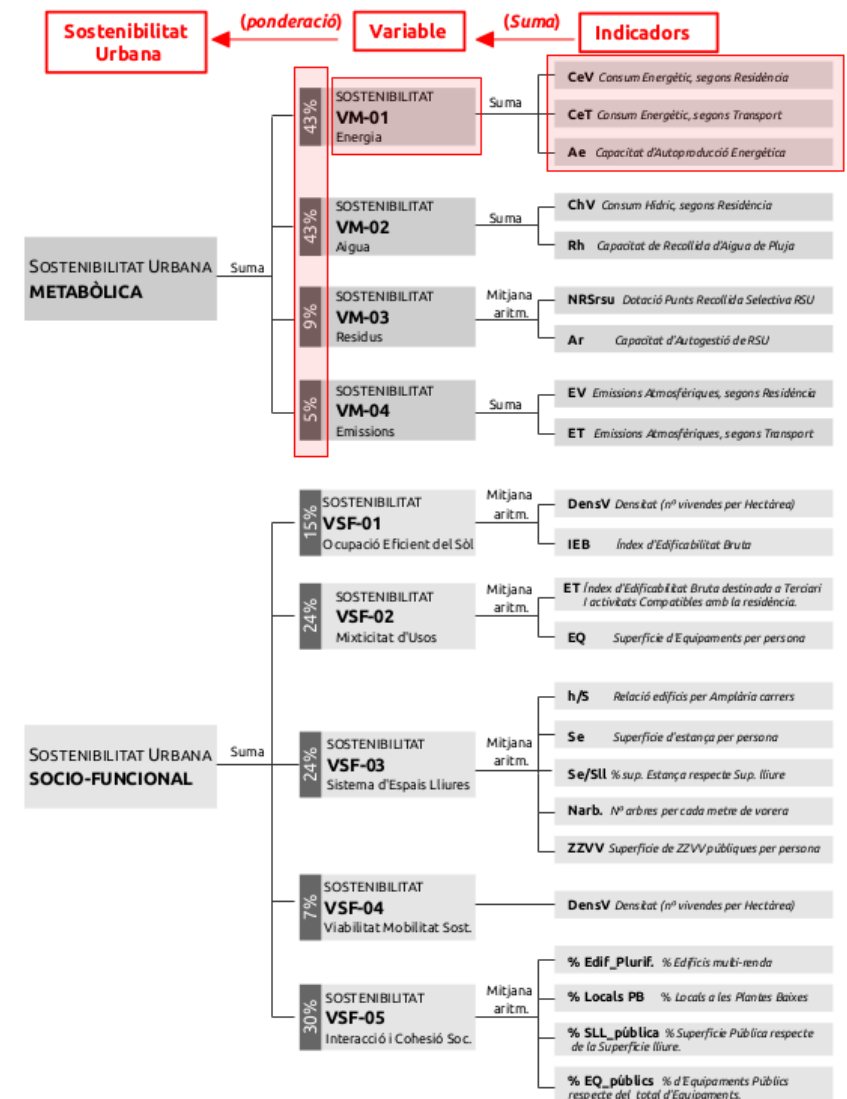 Sostenibilitat
Urbana
(ponderació)
Variable
(Suma)
Indicadors
43%
SOSTENIBILITAT
VM-01
Energia
Suma
CeV Consum Energétic, segons Residéncia
CeT Consum Energétic, segons Transport
Ae Capacitat d'Autoproducció Energètica
43%
SOSTENIBILITAT
VM-02
Aigua
Suma
ChV Consum Hídric, segons Residéncia
Rh Capacitat de Recollida d'Aigua de Pluja
SOSTENIBILITAT URBANA
METABÒLICA
Suma
9%
SOSTENIBILITAT
VM-03
Residus
Mitjana
aritm.
NRSrsu Dotació Punts Recollida Selectiva RSU
Ar Capacitat d'Autogestió de RSU
5%
SOSTENIBILITAT
VM-04
Emissions
Suma
EV Emissions Atmosfériques, segons Residéncia
ET Emissions Atmosfériques, segons Transport
15%
SOSTENIBILITAT
VSF-01
Ocupació Eficient del Sòl
Mitjana
aritm.
DensV Densitat (nº vivendes per Hectàrea)
IEB Índex d'Edificabilitat Bruta
24%
SOSTENIBILITAT
VSF-02
Mixticitat d'Usos
Mitjana
aritm.
ET Índex d'Edificabilitat Bruta destinada a Terciari
I activitats Compatibles amb la residència.
EQ Superfície d'Equipaments per persona
SOSTENIBILITAT URBANA
SOCIO-FUNCIONAL
Suma
24%
SOSTENIBILITAT
VSF-03
Sistema d'Espais Lliures
Mitjana
aritm.
h/S Relació edificis per Amplària carrers
Se Superfície d'estança per persona
Se/Sll % sup. Estança respecte Sup. lliure
Narb. Nº arbres per cada metre de vorera
ZZVV Superfície de ZZVV públiques per persona
7%
SOSTENIBILITAT
VSF-04
Viabilitat Mobilitat Sost.
DensV Densitat (nº vivendes per Hectàrea)
30%
SOSTENIBILITAT
VSF-05
Interacció i Cohesió Soc.
Mitjana
aritm.
% Edif_Plurif. % Edificis multi-renda
% Locals PB % Locals a les Plantes Baixes
% SLL_pública % Superfície Pública respecte
de la Superfície lliure.
% EQ_públics % d'Equipaments Públics
respecte del total d'Equipaments.